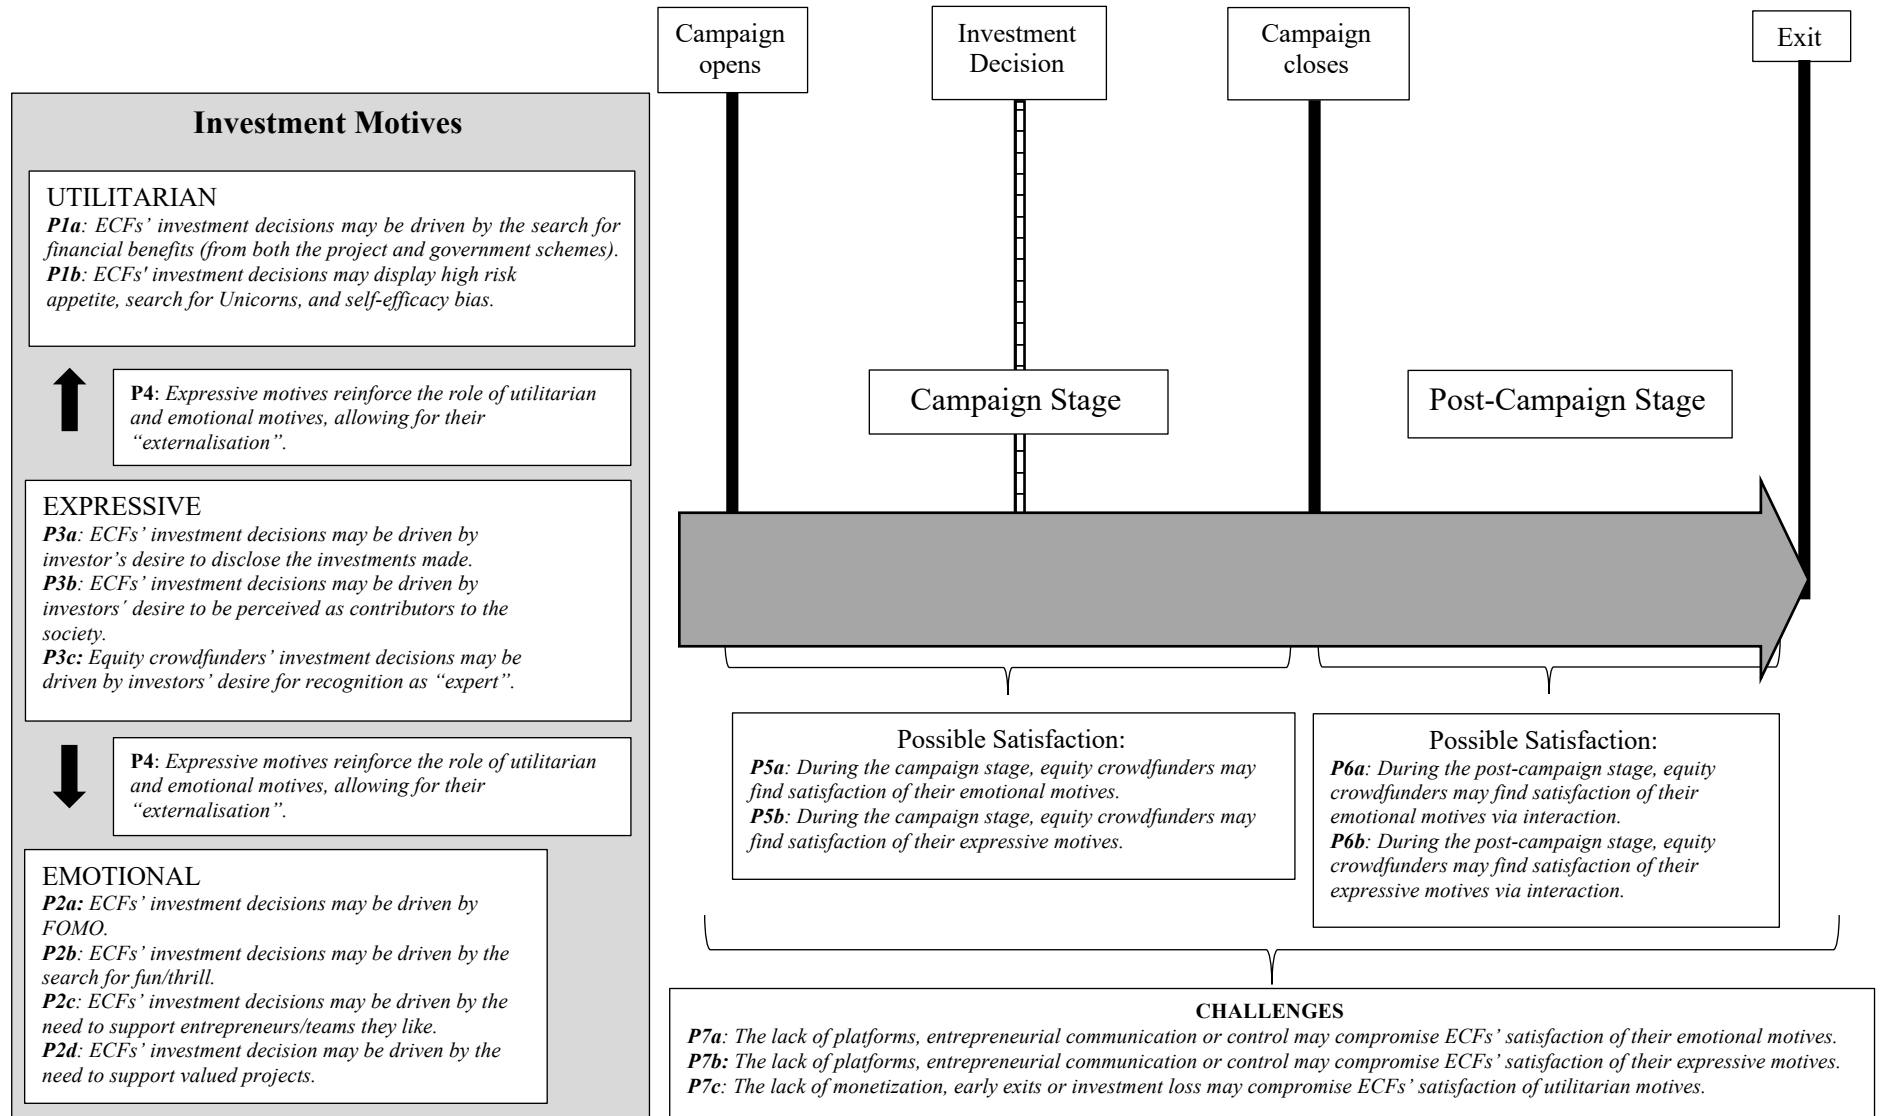 Campaign
opens
Investment
Decision
Campaign
closes
Exit
Investment Motives
UTILITARIAN
P1a: ECFs’ investment decisions may be driven by the search for
financial benefits (from both the project and government schemes).
P1b: ECFs' investment decisions may display high risk
appetite, search for Unicorns, and self-efficacy bias.
P4: Expressive motives reinforce the role of utilitarian
and emotional motives, allowing for their
“externalisation”.
EXPRESSIVE
P3a: ECFs’ investment decisions may be driven by
investor’s desire to disclose the investments made.
P3b: ECFs’ investment decisions may be driven by
investors´ desire to be perceived as contributors to the
society.
P3c: Equity crowdfunders’ investment decisions may be
driven by investors’ desire for recognition as “expert”.
P4: Expressive motives reinforce the role of utilitarian
and emotional motives, allowing for their
“externalisation”.
EMOTIONAL
P2a: ECFs’ investment decisions may be driven by
FOMO.
P2b: ECFs’ investment decisions may be driven by the
search for fun/thrill.
P2c: ECFs’ investment decisions may be driven by the
need to support entrepreneurs/teams they like.
P2d: ECFs’ investment decision may be driven by the
need to support valued projects.
Campaign Stage
Post-Campaign Stage
Possible Satisfaction:
P5a: During the campaign stage, equity crowdfunders may
find satisfaction of their emotional motives.
P5b: During the campaign stage, equity crowdfunders may
find satisfaction of their expressive motives.
Possible Satisfaction:
P6a: During the post-campaign stage, equity
crowdfunders may find satisfaction of their
emotional motives via interaction.
P6b: During the post-campaign stage, equity
crowdfunders may find satisfaction of their
expressive motives via interaction.
CHALLENGES
P7a: The lack of platforms, entrepreneurial communication or control may compromise ECFs’ satisfaction of their emotional motives.
P7b: The lack of platforms, entrepreneurial communication or control may compromise ECFs’ satisfaction of their expressive motives.
P7c: The lack of monetization, early exits or investment loss may compromise ECFs’ satisfaction of utilitarian motives.